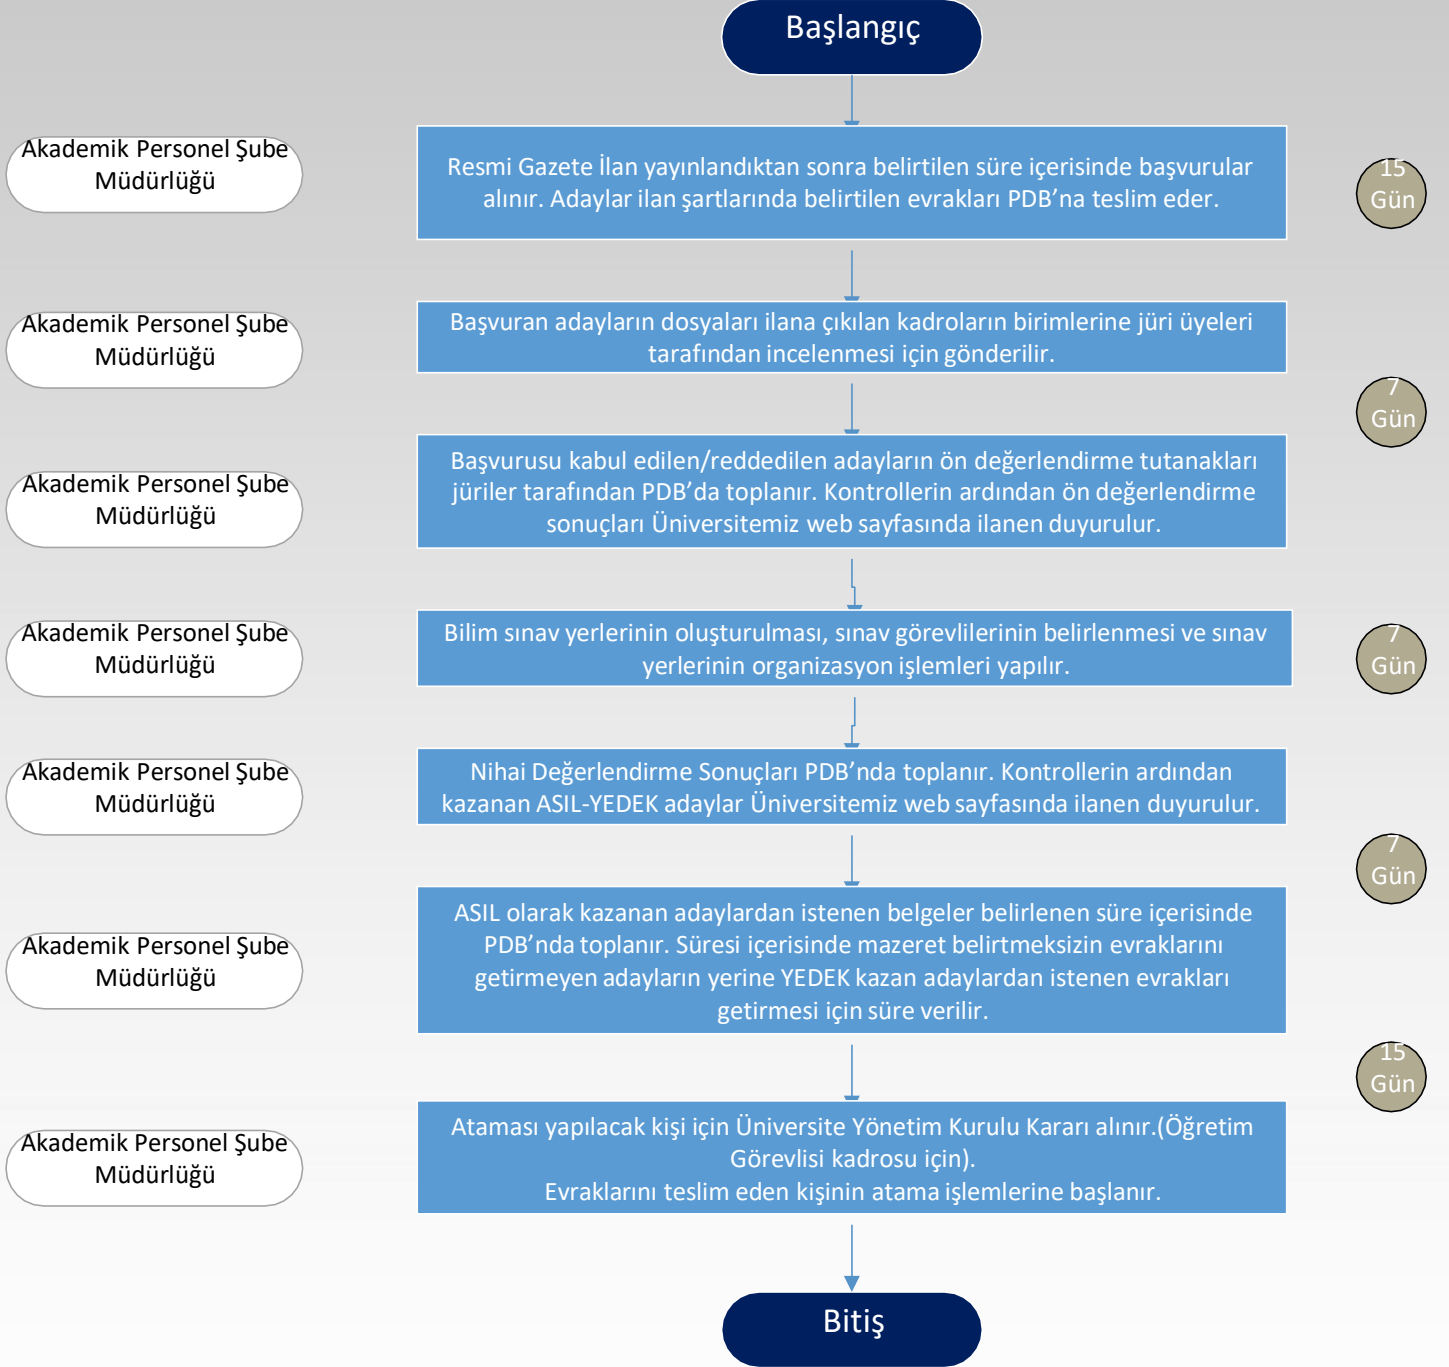 Başlangıç
Akademik Personel Şube
Müdürlüğü
Resmi Gazete İlan yayınlandıktan sonra belirtilen süre içerisinde başvurular
alınır. Adaylar ilan şartlarında belirtilen evrakları PDB’na teslim eder.
15
Gün
Akademik Personel Şube
Müdürlüğü
Başvuran adayların dosyaları ilana çıkılan kadroların birimlerine jüri üyeleri
tarafından incelenmesi için gönderilir.
7
Gün
Akademik Personel Şube
Müdürlüğü
Başvurusu kabul edilen/reddedilen adayların ön değerlendirme tutanakları
jüriler tarafından PDB’da toplanır. Kontrollerin ardından ön değerlendirme
sonuçları Üniversitemiz web sayfasında ilanen duyurulur.
Akademik Personel Şube
Müdürlüğü
Bilim sınav yerlerinin oluşturulması, sınav görevlilerinin belirlenmesi ve sınav
yerlerinin organizasyon işlemleri yapılır.
7
Gün
Akademik Personel Şube
Müdürlüğü
Nihai Değerlendirme Sonuçları PDB’nda toplanır. Kontrollerin ardından
kazanan ASIL-YEDEK adaylar Üniversitemiz web sayfasında ilanen duyurulur.
7
Gün
Akademik Personel Şube
Müdürlüğü
ASIL olarak kazanan adaylardan istenen belgeler belirlenen süre içerisinde
PDB’nda toplanır. Süresi içerisinde mazeret belirtmeksizin evraklarını
getirmeyen adayların yerine YEDEK kazan adaylardan istenen evrakları
getirmesi için süre verilir.
15
Gün
Akademik Personel Şube
Müdürlüğü
Ataması yapılacak kişi için Üniversite Yönetim Kurulu Kararı alınır.(Öğretim
Görevlisi kadrosu için).
Evraklarını teslim eden kişinin atama işlemlerine başlanır.
Bitiş